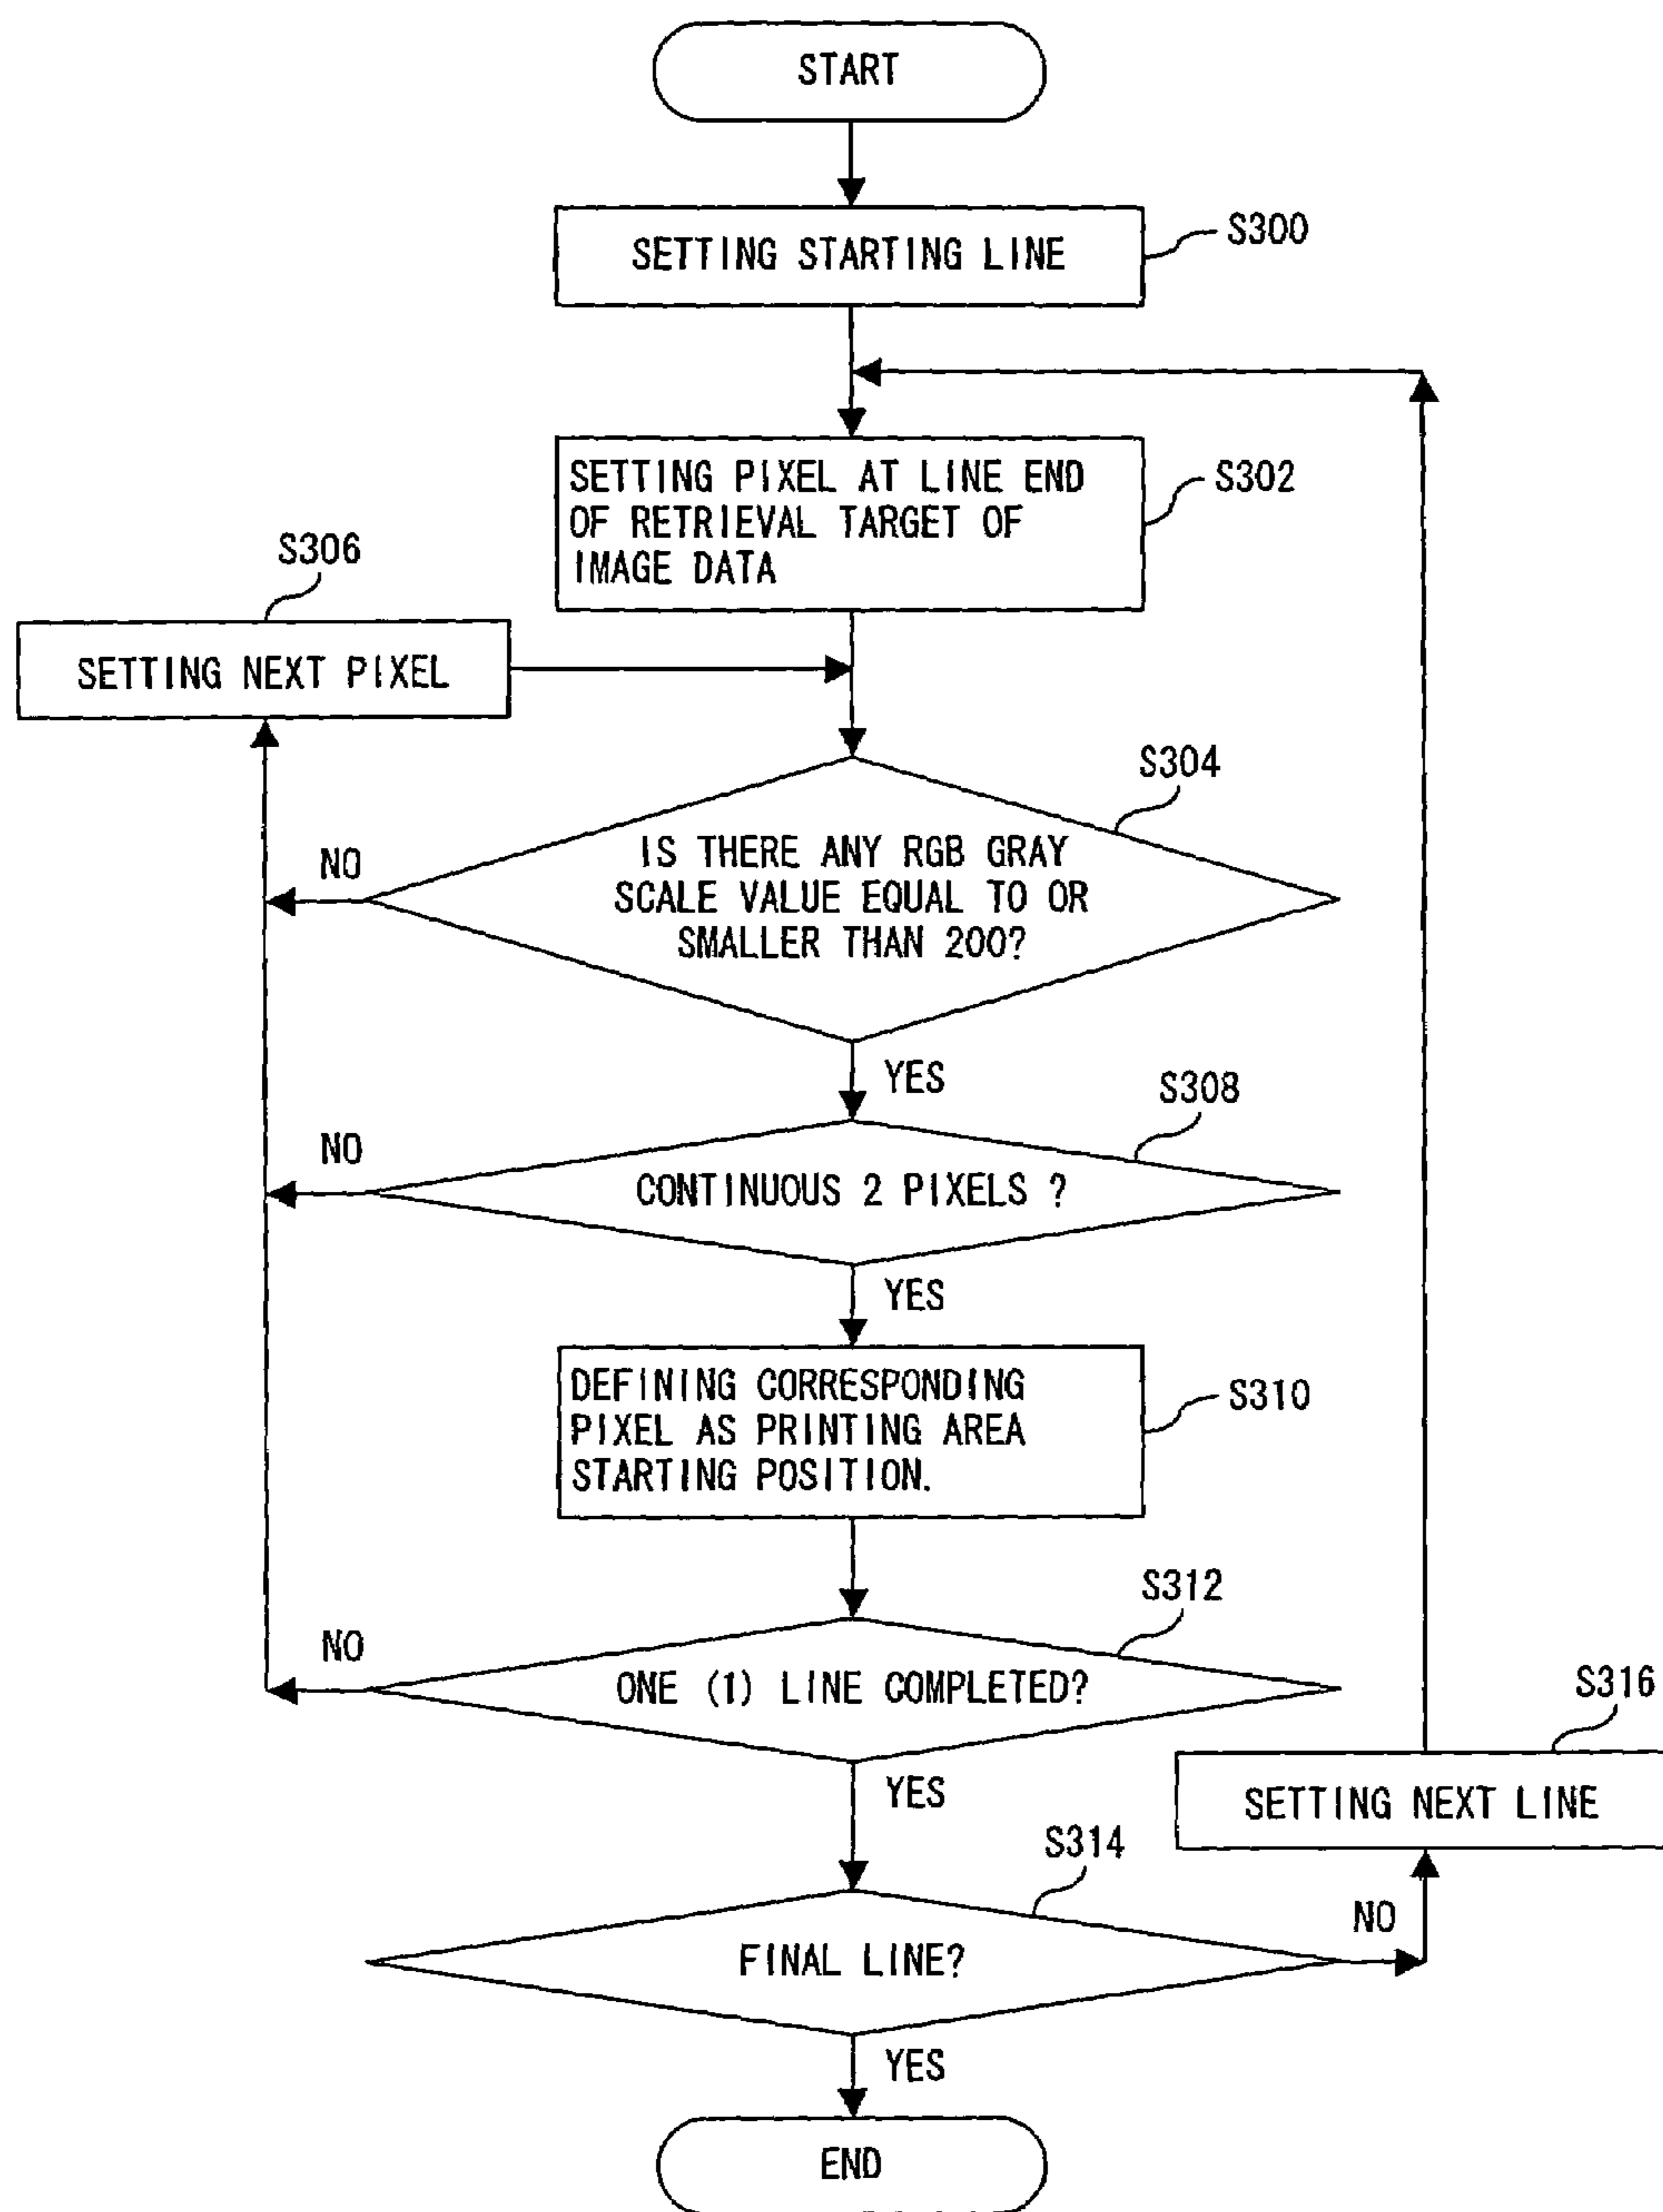 START
SETTING STARTING LINE
S300
SETTING PIXEL AT LINE END
OF RETRIEVAL TARGET OF
IMAGE DATA
S302
S306
SETTING NEXT PIXEL
S304
IS THERE ANY RGB GRAY
SCALE VALUE EQUAL TO OR
SMALLER THAN 200?
NO
YES
S308
CONTINUOUS 2 PIXELS ?
NO
YES
DEFINING CORRESPONDING
PIXEL AS PRINTING AREA
STARTING POSITION.
S310
S312
ONE (1) LINE COMPLETED?
NO
YES
S316
SETTING NEXT LINE
S314
FINAL LINE?
NO
YES
END